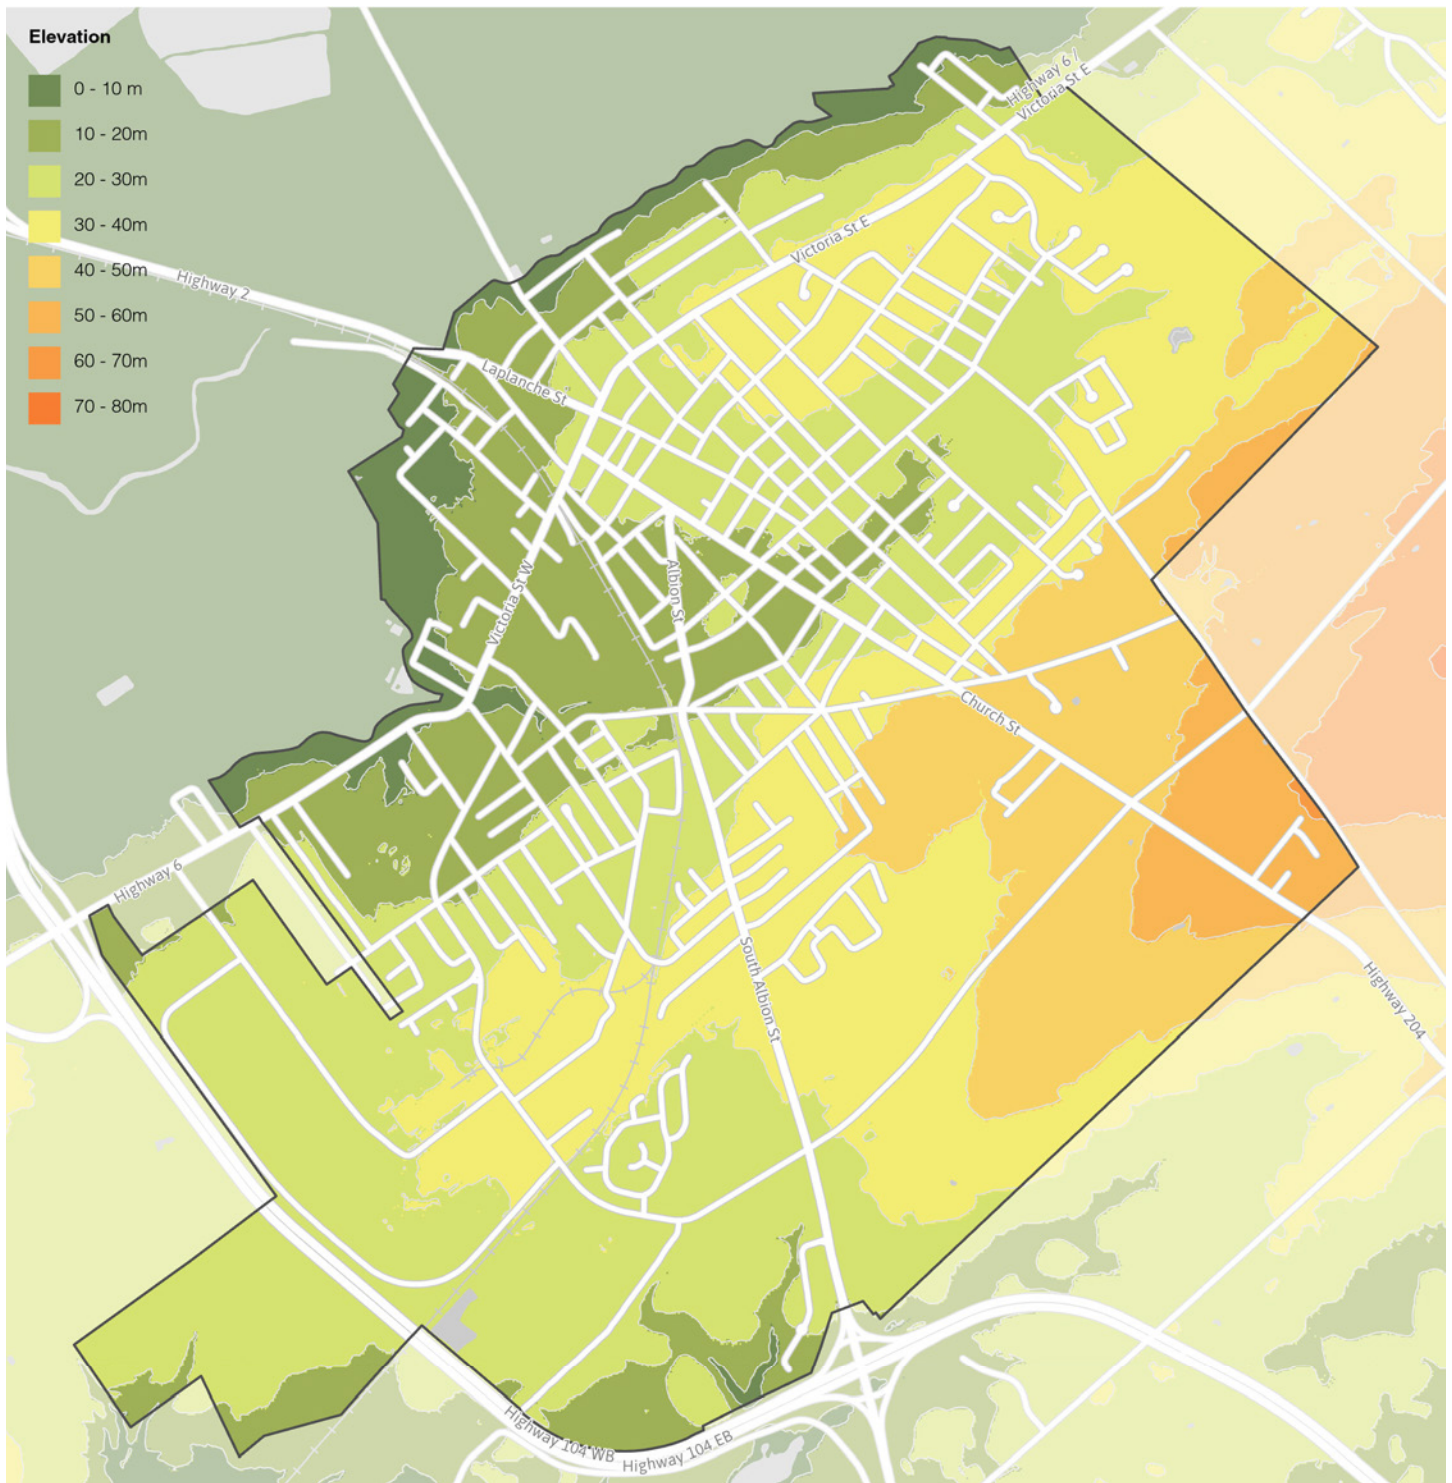 Elevation
0 - 10 m
10 - 20m
20 - 30m
30 - 40m
40 - 50m
50 - 60m
60 - 70m
70 - 80m
Highway 6 /
Victoria St E
Victoria St E
Highway 2
Laplanche St
Albion St
Victoria St W
Church St
Highway 6
South Albion St
Highway 204
Highway 104 WB
Highway 104 EB